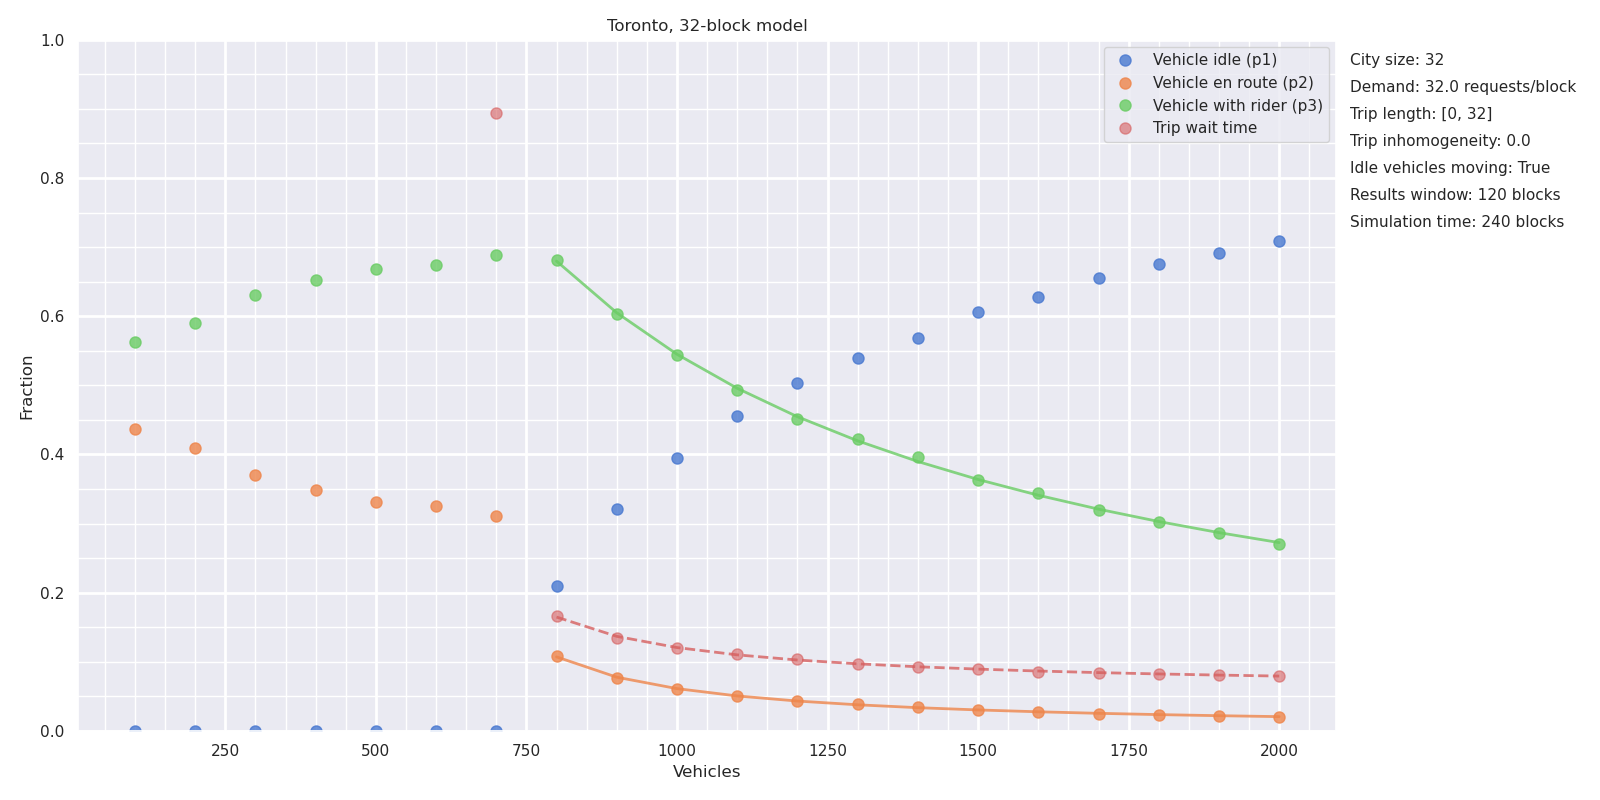 Toronto, 32-block model
1.0
0.8
0.6
0.4
0.2
0.0
Fraction
250
500
750
1000
1250
1500
1750
2000
Vehicles
Vehicle idle (p1)
Vehicle en route (p2)
Vehicle with rider (p3)
Trip wait time
City size: 32
Demand: 32.0 requests/block
Trip length: [0, 32]
Trip inhomogeneity: 0.0
Idle vehicles moving: True
Results window: 120 blocks
Simulation time: 240 blocks